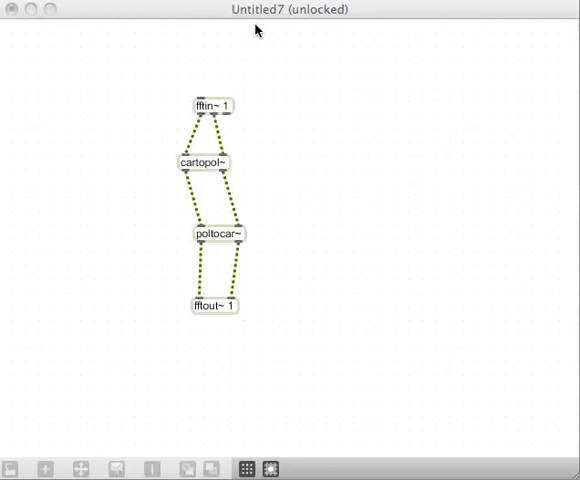 Untitled7 (unlocked)
fftin~ 1
cartopol~
poltocar~
fftout~ 1